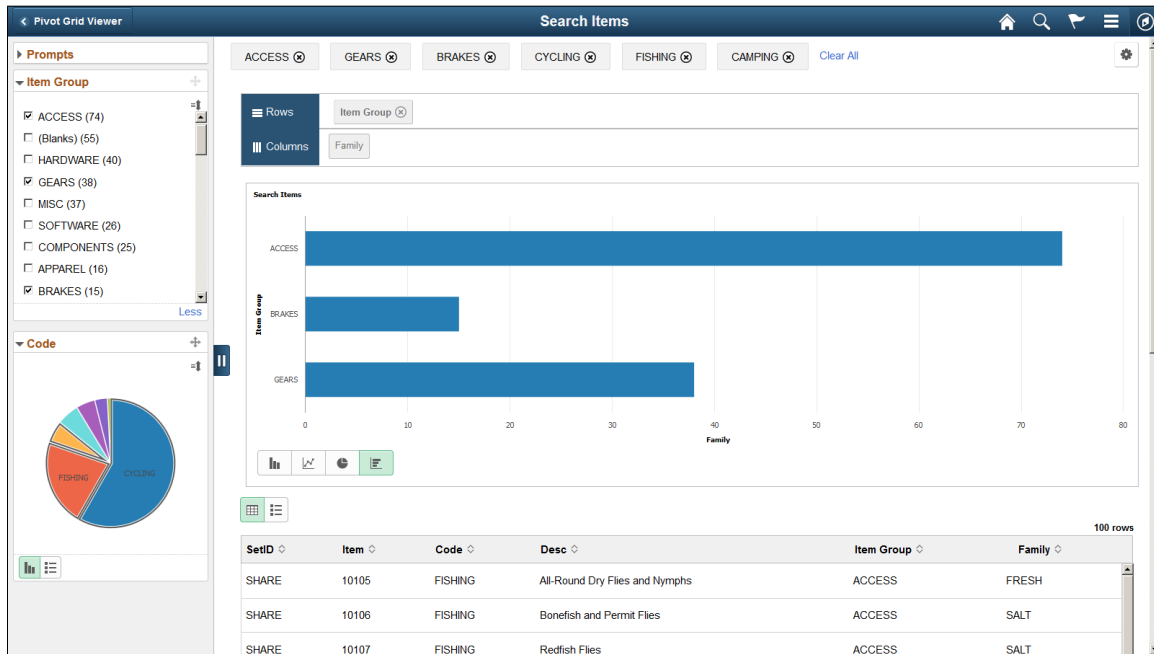 Pivot Grid Viewer
Search Items
Prompts
Item Group
ACCESS (74)
(Blanks) (55)
HARDWARE (40)
GEARS (38)
MISC (37)
SOFTWARE (26)
COMPONENTS (25)
APPAREL (16)
BRAKES (15)
Less
Code
FISHING
CYCLING
ACCESS GEARS BRAKES CYCLING FISHING CAMPING Clear All
Rows Item Group
Columns Family
Search Items
Item Group
ACCESS
BRAKES
GEARS
0 10 20 30 40 50 60 70 80
Family
100 rows
SetID Item Code Desc Item Group Family
SHARE 10105 FISHING All-Round Dry Flies and Nymphs ACCESS FRESH
SHARE 10106 FISHING Bonefish and Permit Flies ACCESS SALT
SHARE 10107 FISHING Redfish Flies ACCESS SALT